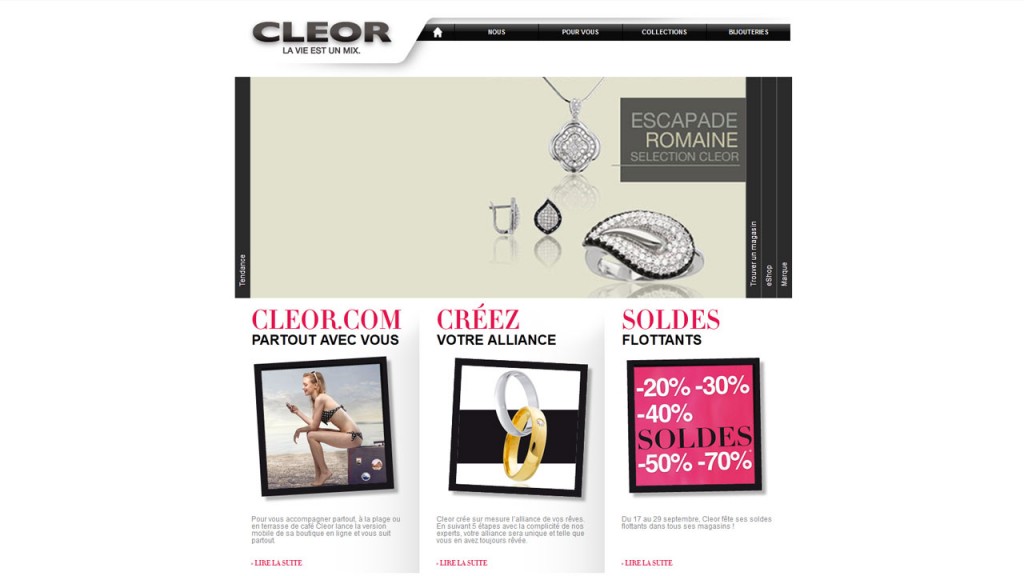 CLEOR
LA VIE EST UN MIX.
NOUS
POUR VOUS
COLLECTIONS
BIJOUTERIES
ESCAPADE
ROMAINE
SELECTION CLEOR
Tendance
Trouver un magasin
eShop
Marque
CLEOR.COM
PARTOUT AVEC VOUS
Pour vous accompagner partout, à la plage ou
en terrasse de café Cleor lance la version
mobile de sa boutique en ligne et vous suit
partout.
- LIRE LA SUITE
CRÉEZ
VOTRE ALLIANCE
Cleor crée sur mesure l'alliance de vos rêves.
En suivant 5 étapes avec la complicité de nos
experts, votre alliance sera unique et telle que
vous en avez toujours rêvée.
- LIRE LA SUITE
SOLDES
FLOTTANTS
-20% -30%
-40%
SOLDES
-50% -70%*
Du 17 au 29 septembre, Cleor fête ses soldes
flottants dans tous ses magasins !
- LIRE LA SUITE